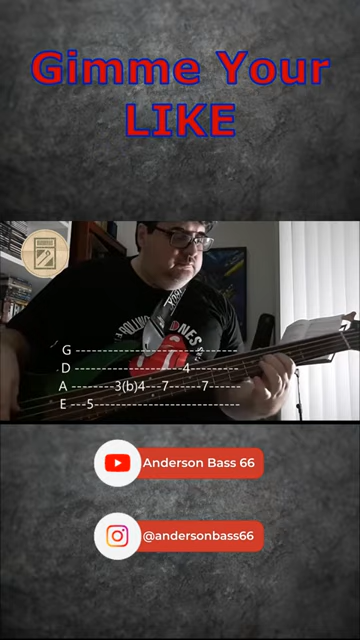 Gimme Your
LIKE
G ------------------------------
D --------------------4---------
A --------3(b)4---7------7------
E ---5---------------------------
Anderson Bass 66
@andersonbass66